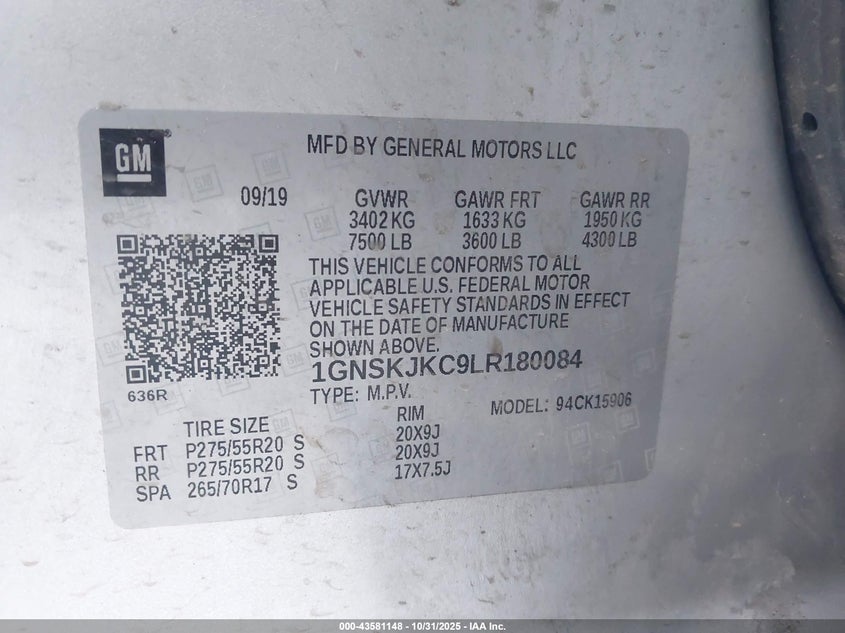 GM
MFD BY GENERAL MOTORS LLC
09/19
GVWR GAWR FRT GAWR RR
3402 KG 1633 KG 1950 KG
7500 LB 3600 LB 4300 LB
THIS VEHICLE CONFORMS TO ALL
APPLICABLE U.S. FEDERAL MOTOR
VEHICLE SAFETY STANDARDS IN EFFECT
ON THE DATE OF MANUFACTURE
SHOWN ABOVE.
1GNSKJKC9LR180084
636R
TYPE: M.P.V.
MODEL: 94CK15906
TIRE SIZE RIM
FRT P275/55R20 S 20X9J
RR P275/55R20 S 20X9J
SPA 265/70R17 S 17X7.5J
000-43581148 - 10/31/2025 - IAA Inc.